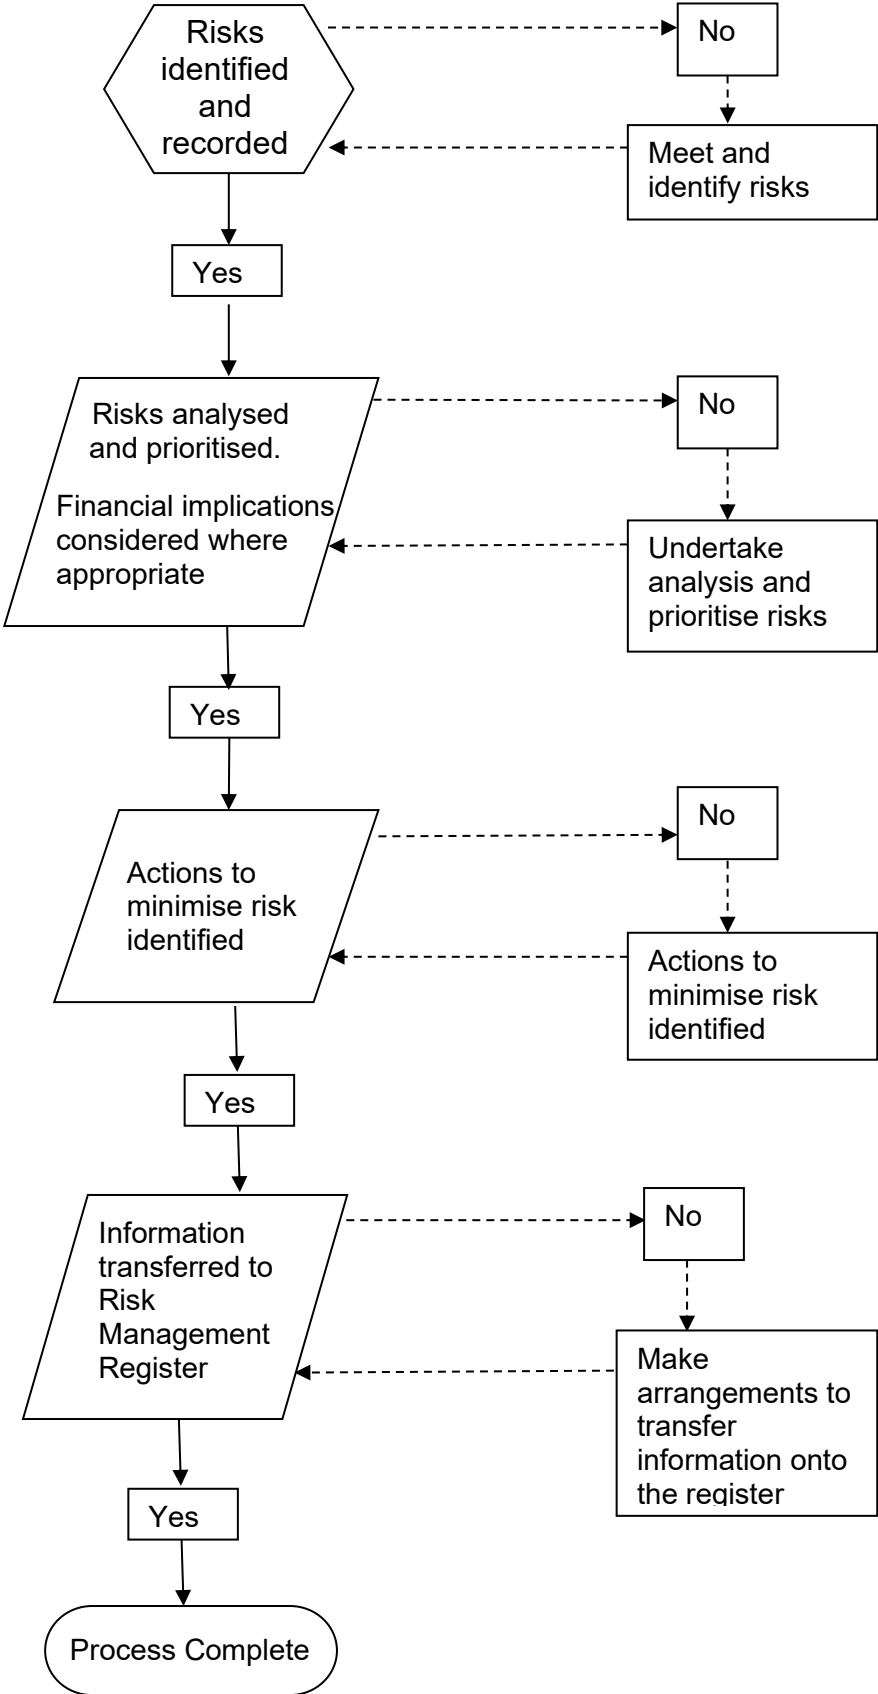 Risks
identified
and
recorded
No
Meet and
identify risks
Yes
Risks analysed
and prioritised.
Financial implications
considered where
appropriate
No
Undertake
analysis and
prioritise risks
Yes
Actions to
minimise risk
identified
No
Actions to
minimise risk
identified
Yes
Information
transferred to
Risk
Management
Register
No
Make
arrangements to
transfer
information onto
the register
Yes
Process Complete